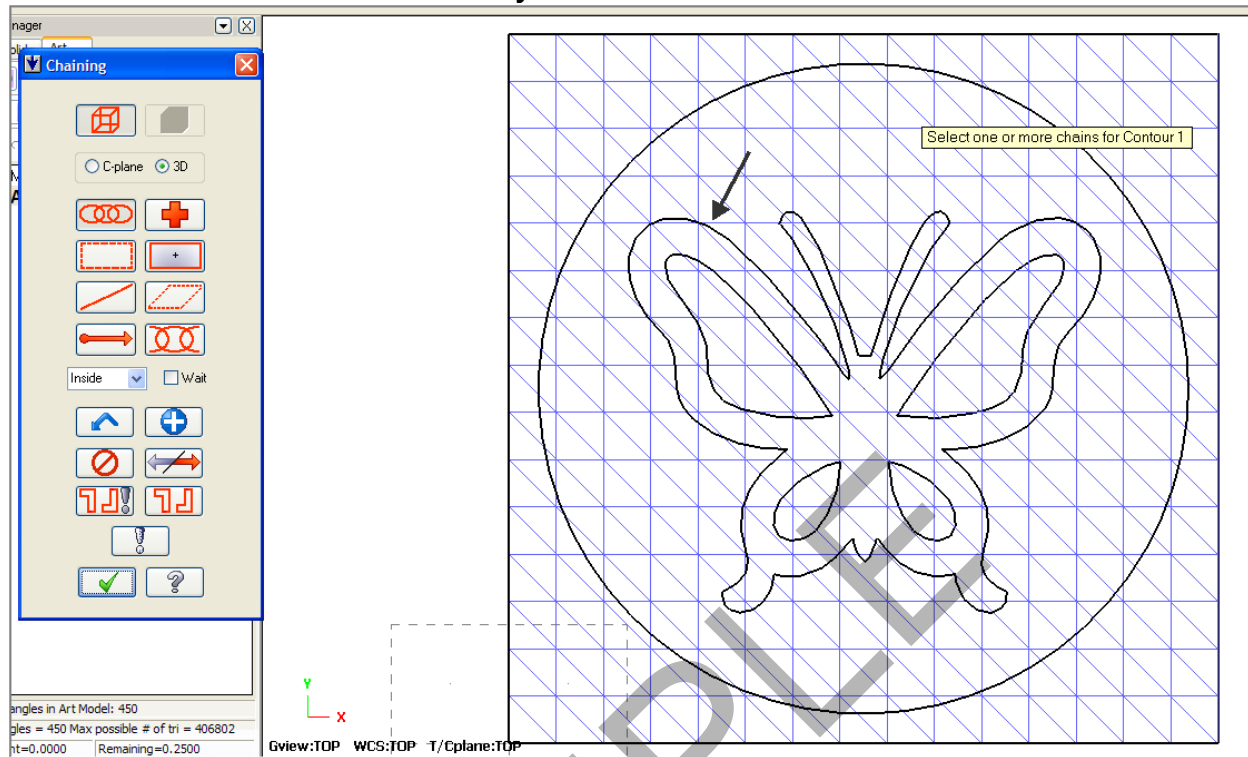 nager
Art
Chaining
C-plane 3D
Select one or more chains for Contour 1
Inside Wait
Y
X
angles in Art Model: 450
gles = 450 Max possible # of tri = 406802
nt=0.0000 Remaining=0.2500
Gview:TOP WCS:TOP T/Cplane:TOP
PLE